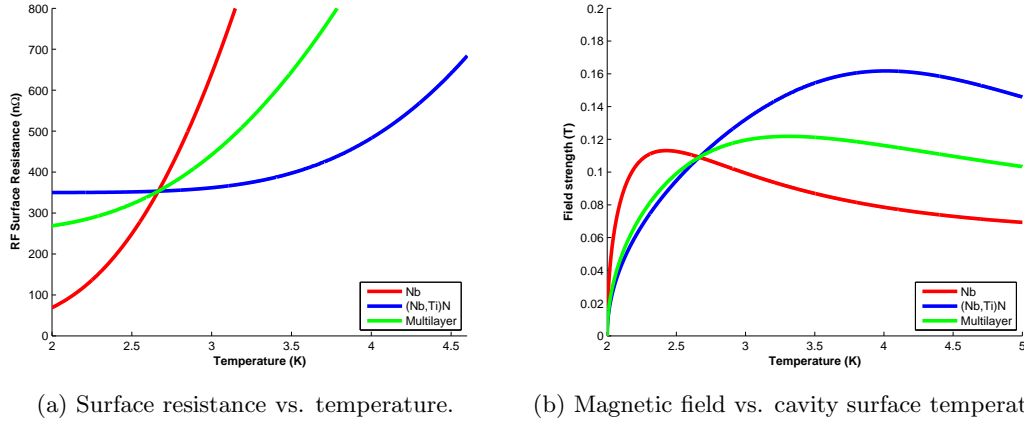 800
700
600
500
400
300
200
100
0
RF Surface Resistance (nΩ)
2 2.5 3 3.5 4 4.5
Temperature (K)
Nb
(Nb,Ti)N
Multilayer
(a) Surface resistance vs. temperature.
0.2
0.18
0.16
0.14
0.12
0.1
0.08
0.06
0.04
0.02
0
Field strength (T)
2 2.5 3 3.5 4 4.5 5
Temperature (K)
Nb
(Nb,Ti)N
Multilayer
(b) Magnetic field vs. cavity surface temperat